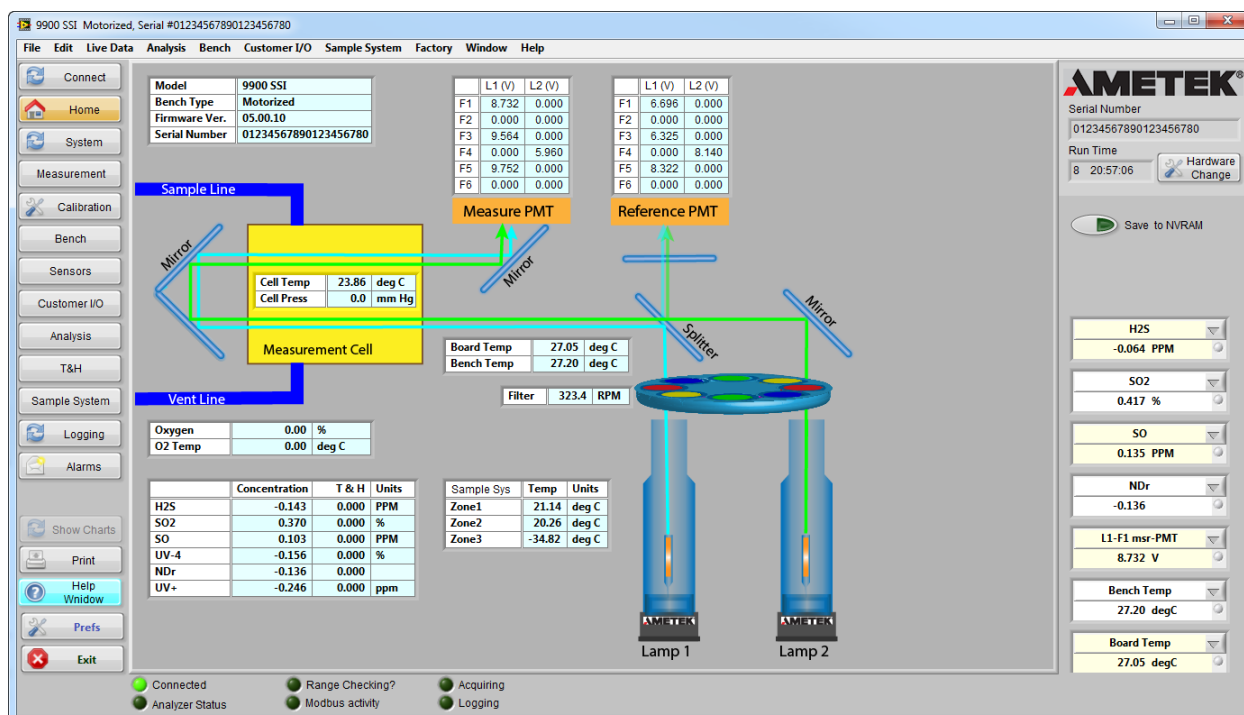 9900 SSI Motorized, Serial #01234567890123456780
File Edit Live Data Analysis Bench Customer I/O Sample System Factory Window Help
Connect
Home
System
Measurement
Calibration
Bench
Sensors
Customer I/O
Analysis
T&H
Sample System
Logging
Alarms
Show Charts
Print
Help
Wnidow
Prefs
Exit
Model 9900 SSI
Bench Type Motorized
Firmware Ver. 05.00.10
Serial Number 01234567890123456780
L1 (V) L2 (V)
F1 8.732 0.000
F2 0.000 0.000
F3 9.564 0.000
F4 0.000 5.960
F5 9.752 0.000
F6 0.000 0.000
Measure PMT
L1 (V) L2 (V)
F1 6.696 0.000
F2 0.000 0.000
F3 6.325 0.000
F4 0.000 8.140
F5 8.322 0.000
F6 0.000 0.000
Reference PMT
Sample Line
Mirror
Mirror
Mirror
Splitter
Cell Temp 23.86 deg C
Cell Press 0.0 mm Hg
Measurement Cell
Vent Line
Board Temp 27.05 deg C
Bench Temp 27.20 deg C
Filter 323.4 RPM
Oxygen 0.00 %
O2 Temp 0.00 deg C
Concentration T & H Units
H2S -0.143 0.000 PPM
SO2 0.370 0.000 %
SO 0.103 0.000 PPM
UV-4 -0.156 0.000 %
NDr -0.136 0.000
UV+ -0.246 0.000 ppm
Sample Sys Temp Units
Zone1 21.14 deg C
Zone2 20.26 deg C
Zone3 -34.82 deg C
AMETEK
Lamp 1
AMETEK
Lamp 2
AMETEK®
Serial Number
01234567890123456780
Run Time
8 20:57:06
Hardware
Change
Save to NVRAM
H2S
-0.064 PPM
SO2
0.417 %
SO
0.135 PPM
NDr
-0.136
L1-F1 msr-PMT
8.732 V
Bench Temp
27.20 degC
Board Temp
27.05 degC
Connected Range Checking? Acquiring
Analyzer Status Modbus activity Logging